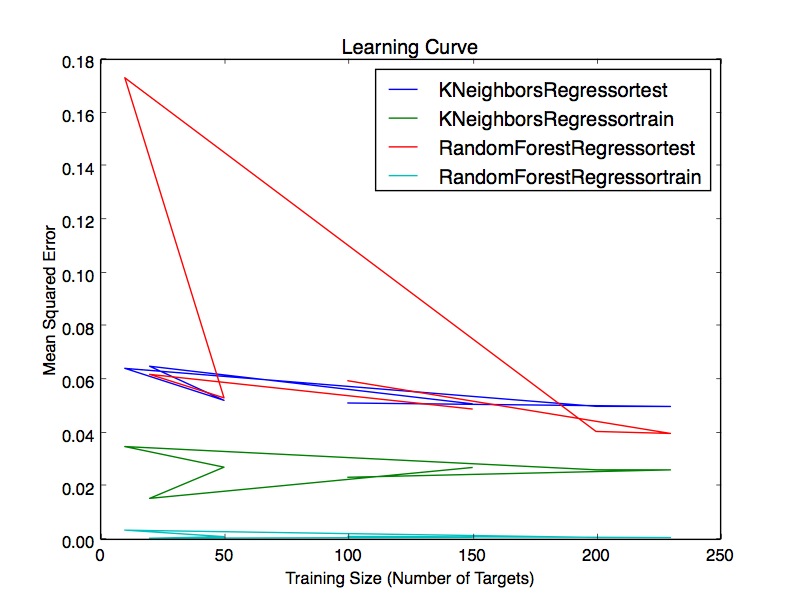 Learning Curve
KNeighborsRegressortest
KNeighborsRegressortrain
RandomForestRegressortest
RandomForestRegressortrain
Mean Squared Error
0.18
0.16
0.14
0.12
0.10
0.08
0.06
0.04
0.02
0.00
0 50 100 150 200 250
Training Size (Number of Targets)